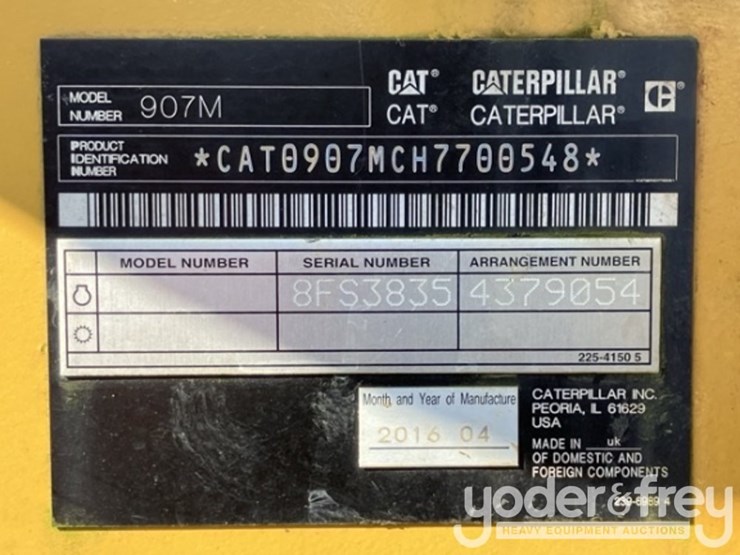 CAT® CATERPILLAR®
CAT® CATERPILLAR®
MODEL NUMBER 907M
PRODUCT IDENTIFICATION NUMBER *CAT0907MCH7700548*
MODEL NUMBER SERIAL NUMBER ARRANGEMENT NUMBER
8FS3835 4379054
225-4150 5
Month and Year of Manufacture
2016 04
CATERPILLAR INC.
PEORIA, IL 61629
USA
MADE IN uk
OF DOMESTIC AND
FOREIGN COMPONENTS
yoder&frey
HEAVY EQUIPMENT AUCTIONS